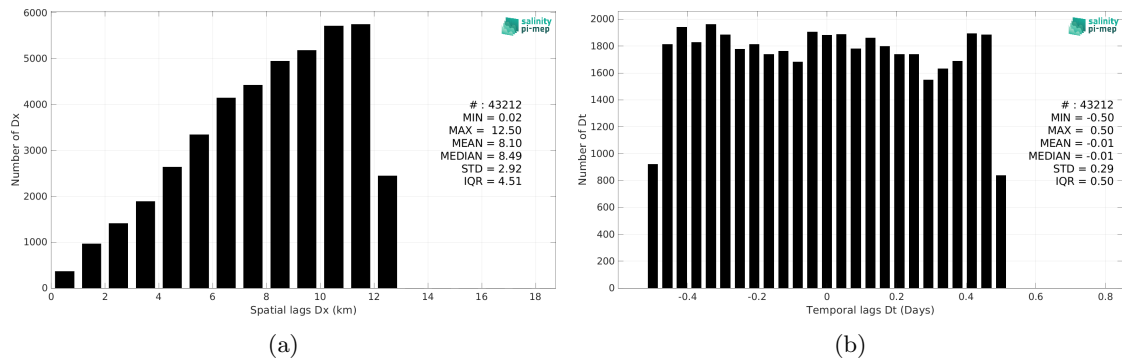 6000
5000
4000
3000
2000
1000
0
Number of Dx
0 2 4 6 8 10 12 14 16 18
Spatial lags Dx (km)
salinity
pi-mep
# : 43212
MIN = 0.02
MAX = 12.50
MEAN = 8.10
MEDIAN = 8.49
STD = 2.92
IQR = 4.51
(a)
2000
1800
1600
1400
1200
1000
800
600
400
200
0
Number of Dt
-0.4 -0.2 0 0.2 0.4 0.6 0.8
Temporal lags Dt (Days)
salinity
pi-mep
# : 43212
MIN = -0.50
MAX = 0.50
MEAN = -0.01
MEDIAN = -0.01
STD = 0.29
IQR = 0.50
(b)